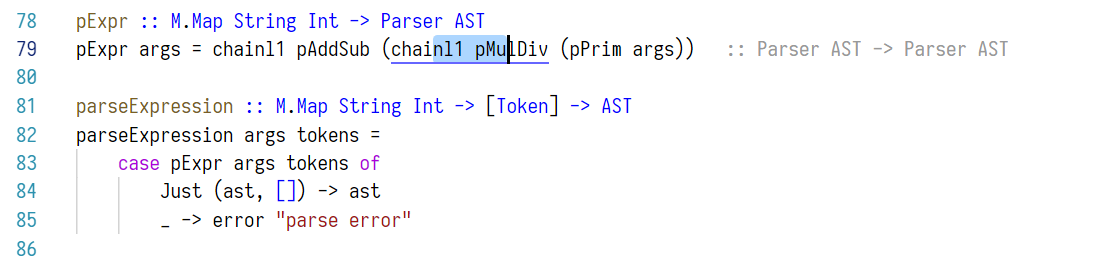 78 pExpr :: M.Map String Int -> Parser AST
79 pExpr args = chainl1 pAddSub (chainl1 pMulDiv (pPrim args)) :: Parser AST -> Parser AST
80
81 parseExpression :: M.Map String Int -> [Token] -> AST
82 parseExpression args tokens =
83 case pExpr args tokens of
84 Just (ast, []) -> ast
85 _ -> error "parse error"
86